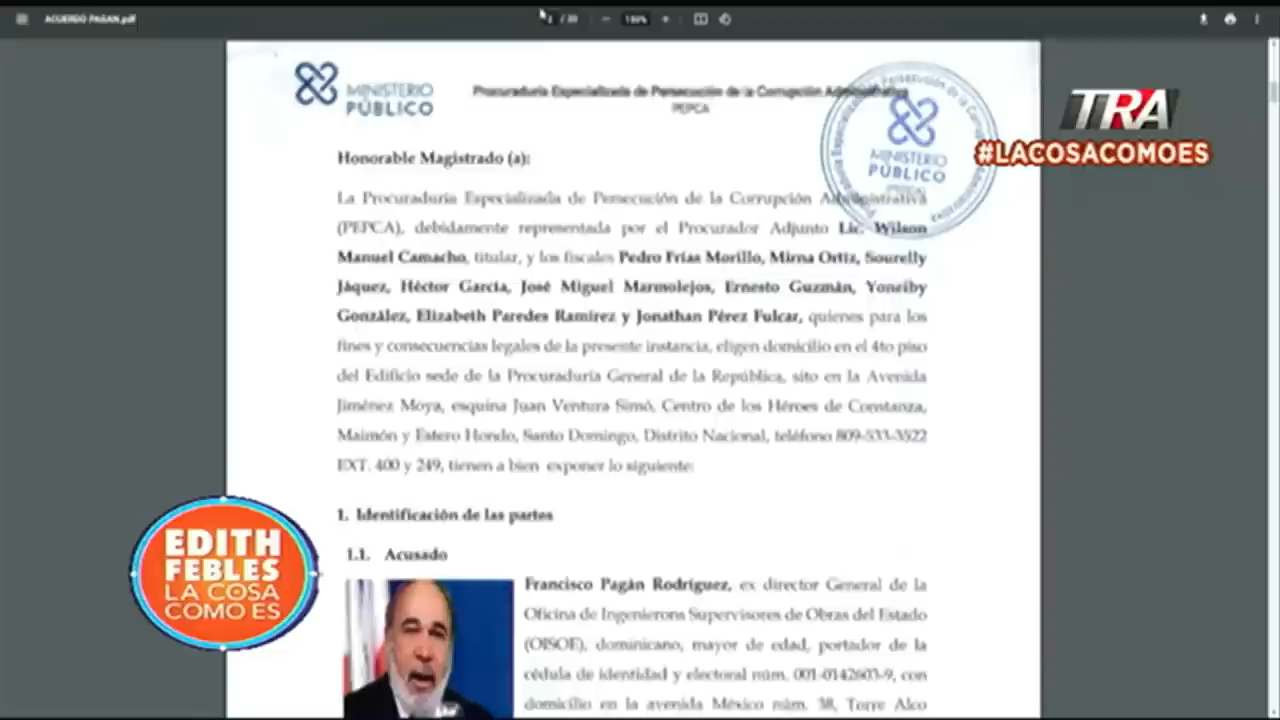 ACUERDO PAGAN.pdf
MINISTERIO
PÚBLICO
Procuraduría Especializada de Persecución de la Corrupción Administrativa
PEPCA
MINISTERIO
PÚBLICO
TRA
#LACOSACOMOES
Honorable Magistrado (a):
La Procuraduría Especializada de Persecución de la Corrupción Administrativa
(PEPCA), debidamente representada por el Procurador Adjunto Lic. Wilson
Manuel Camacho, titular, y los fiscales Pedro Frías Morillo, Mirna Ortiz, Sourelly
Jáquez, Héctor García, José Miguel Marmolejos, Ernesto Guzmán, Yoneiby
González, Elizabeth Paredes Ramírez y Jonathan Pérez Fulcar, quienes para los
fines y consecuencias legales de la presente instancia, eligen domicilio en el 4to piso
del Edificio sede de la Procuraduría General de la República, sito en la Avenida
Jiménez Moya, esquina Juan Ventura Simó, Centro de los Héroes de Constanza,
Maimón y Estero Hondo, Santo Domingo, Distrito Nacional, teléfono 809-533-3522
EXT. 400 y 249, tienen a bien exponer lo siguiente:
1. Identificación de las partes
1.1. Acusado
Francisco Pagán Rodríguez, ex director General de la
Oficina de Ingenierons Supervisores de Obras del Estado
(OISOE), dominicano, mayor de edad, portador de la
cédula de identidad y electoral núm. 001-0142603-9, con
domicilio en la avenida México núm. 38, Torre Alco
EDITH
FEBLES
LA COSA
COMO ES